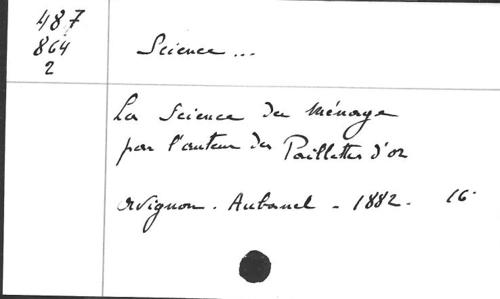 487
864
2
Science ...
La Science du Ménage
par l'auteur des Paillettes d'or
Avignon. Aubanel - 1882. 16